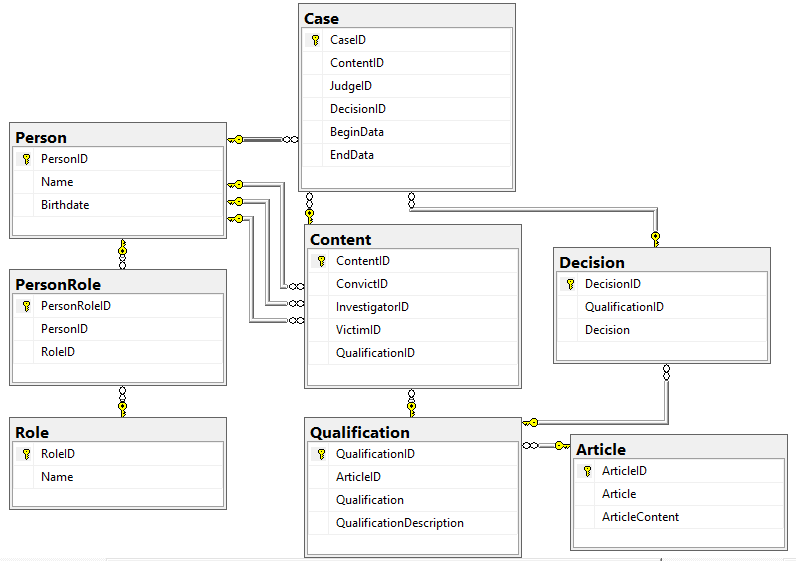 Case
CaseID
ContentID
JudgeID
DecisionID
BeginData
EndData
Person
PersonID
Name
Birthdate
Content
ContentID
ConvictID
InvestigatorID
VictimID
QualificationID
Decision
DecisionID
QualificationID
Decision
PersonRole
PersonRoleID
PersonID
RoleID
Role
RoleID
Name
Qualification
QualificationID
ArticleID
Qualification
QualificationDescription
Article
ArticleID
Article
ArticleContent